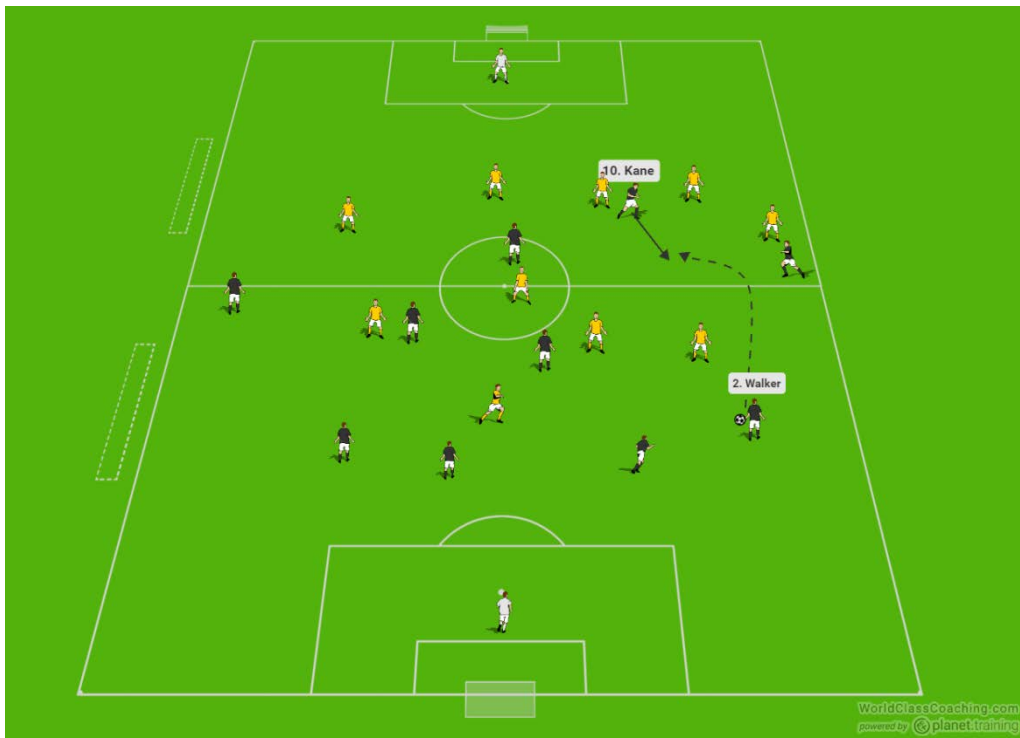 10. Kane
2. Walker
WorldClassCoaching.com
powered by planet.training